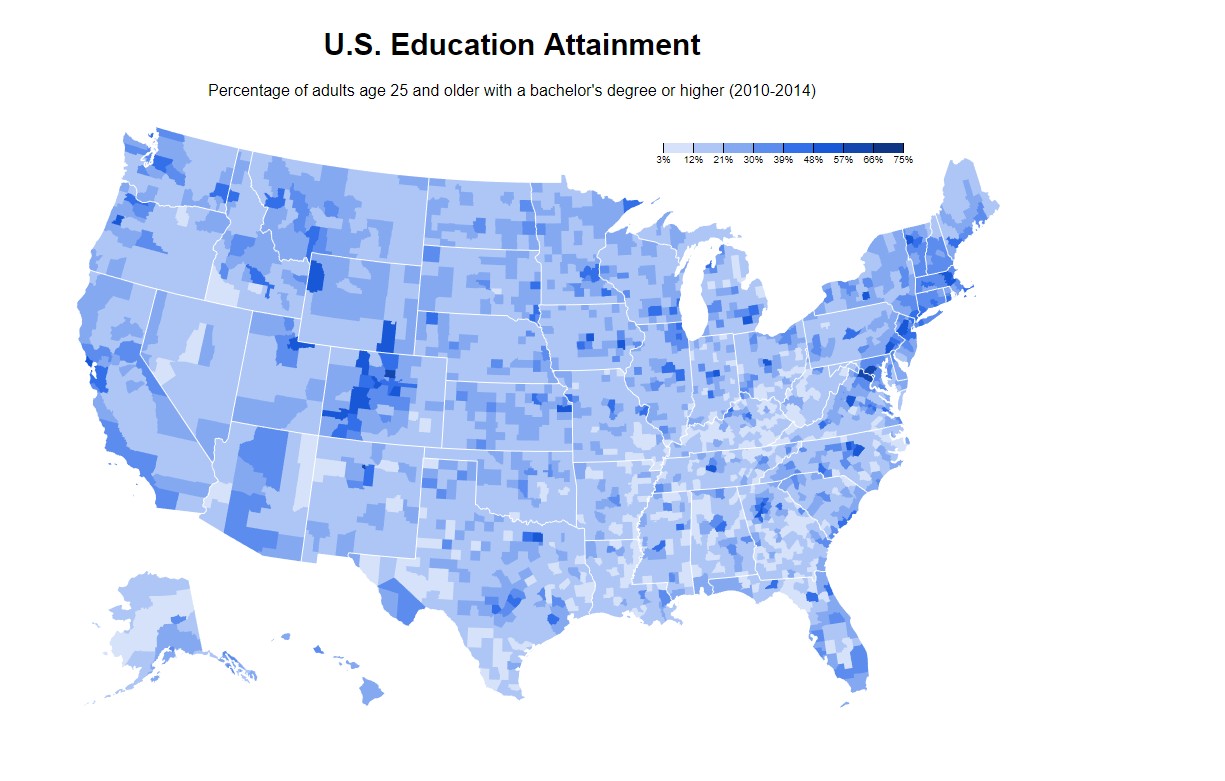 U.S. Education Attainment
Percentage of adults age 25 and older with a bachelor's degree or higher (2010-2014)
3% 12% 21% 30% 39% 48% 57% 66% 75%